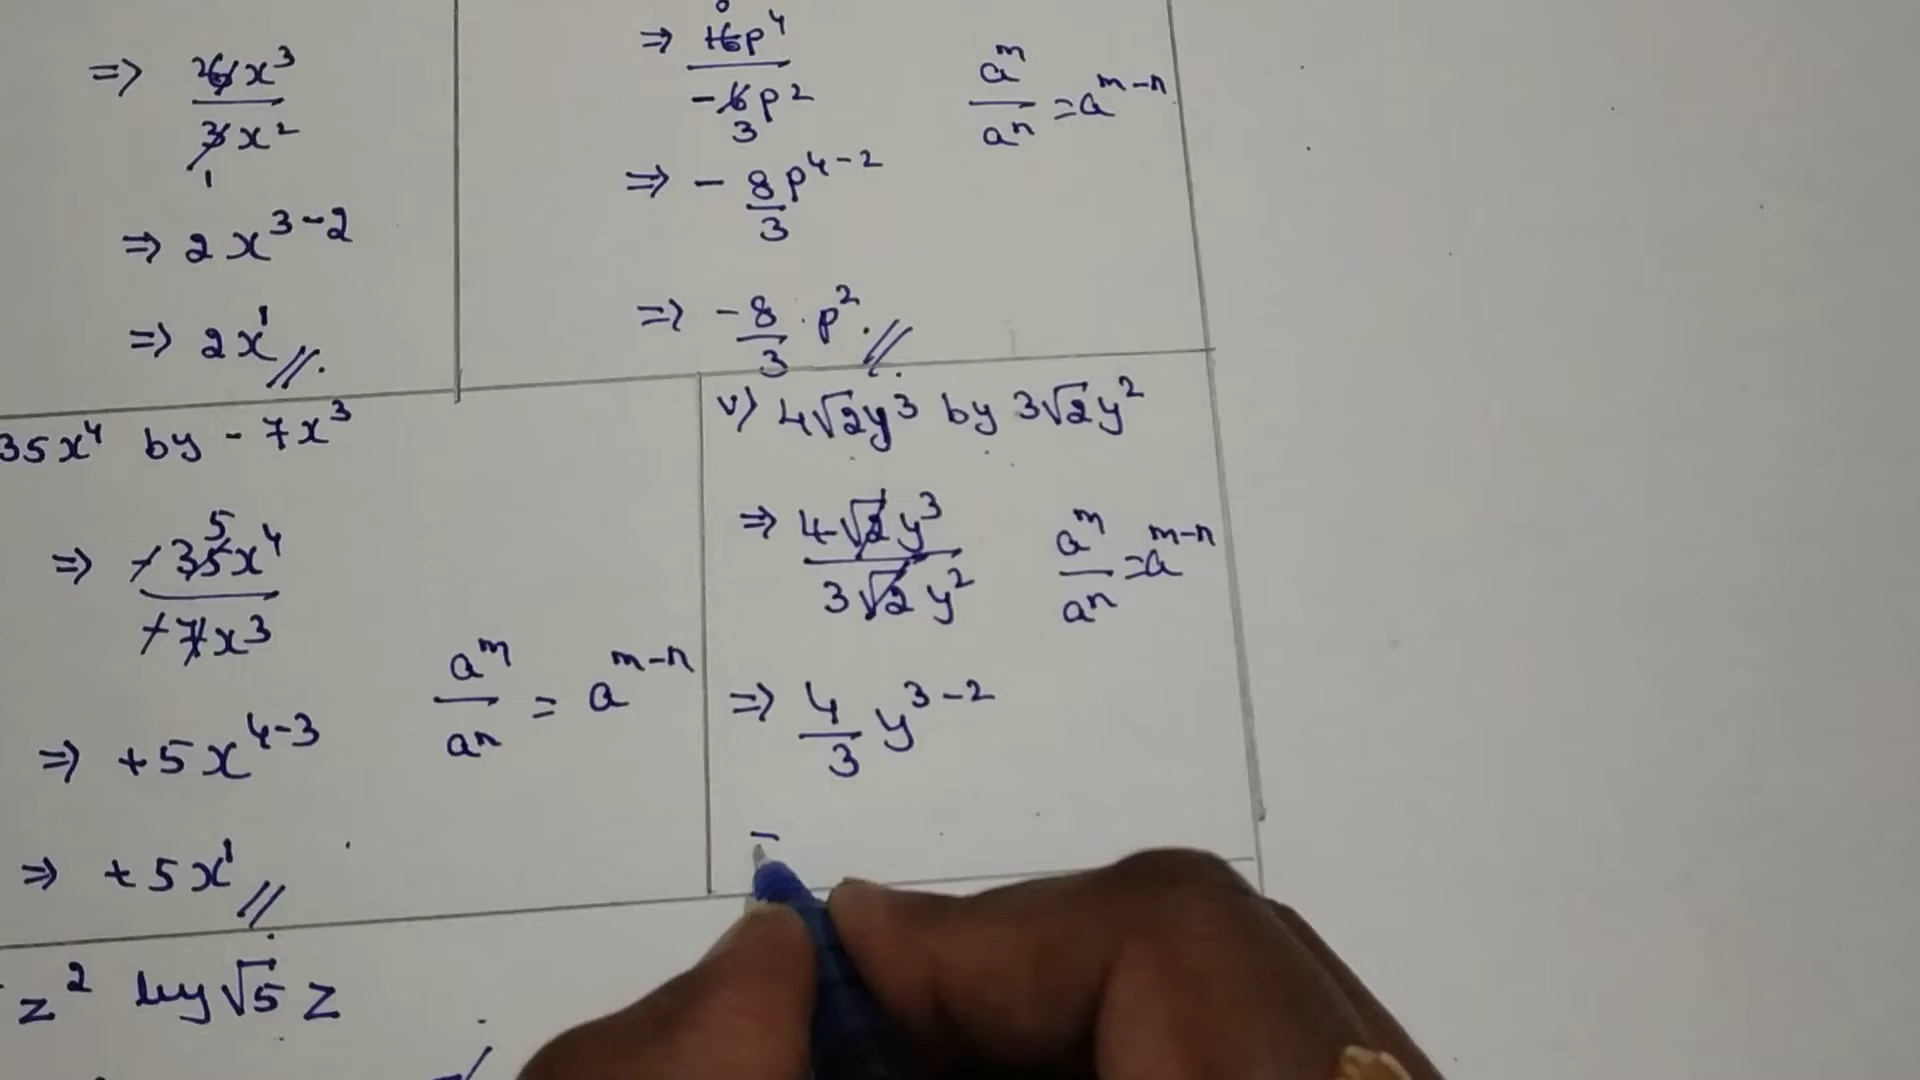 ⇒ 6x³ / 3x²
1
⇒ 2x³⁻²
⇒ 2x¹ //.
⇒ 16p⁴ / -6p²
3
aᵐ / aⁿ = aᵐ⁻ⁿ
⇒ - 8/3 p⁴⁻²
⇒ -8/3 . p². //
35x⁴ by - 7x³
5
⇒ -35x⁴ / -7x³
aᵐ / aⁿ = aᵐ⁻ⁿ
⇒ +5x⁴⁻³
⇒ +5x¹ //
v) 4√2y³ by 3√2y²
⇒ 4√2y³ / 3√2y²
aᵐ / aⁿ = aᵐ⁻ⁿ
⇒ 4/3 y³⁻²
z² by √5 z